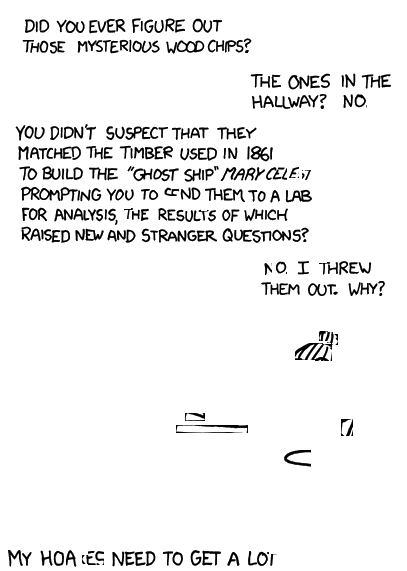 DID YOU EVER FIGURE OUT
THOSE MYSTERIOUS WOOD CHIPS?
THE ONES IN THE
HALLWAY? NO.
YOU DIDN'T SUSPECT THAT THEY
MATCHED THE TIMBER USED IN 1861
TO BUILD THE "GHOST SHIP" MARY
PROMPTING YOU TO SEND THEM TO A LAB
FOR ANALYSIS, THE RESULTS OF WHICH
RAISED NEW AND STRANGER QUESTIONS?
NO. I THREW
THEM OUT. WHY?
MY NEED TO GET A LOT